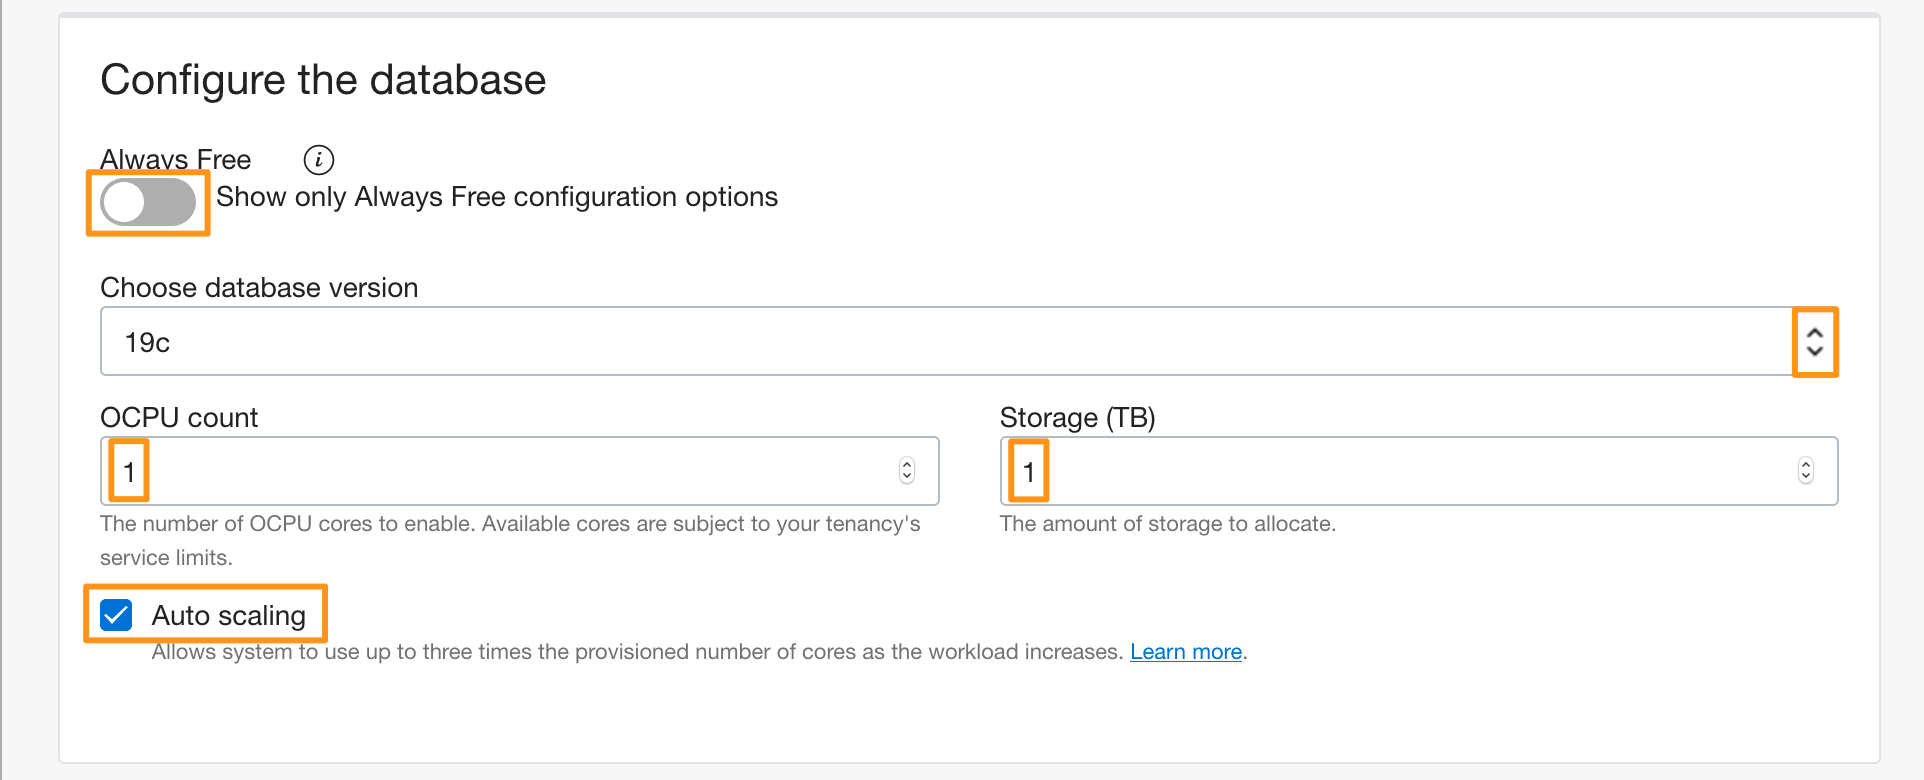 Configure the database
Always Free
Show only Always Free configuration options
Choose database version
19c
OCPU count
Storage (TB)
1
1
The number of OCPU cores to enable. Available cores are subject to your tenancy's
service limits.
The amount of storage to allocate.
Auto scaling
Allows system to use up to three times the provisioned number of cores as the workload increases. Learn more.